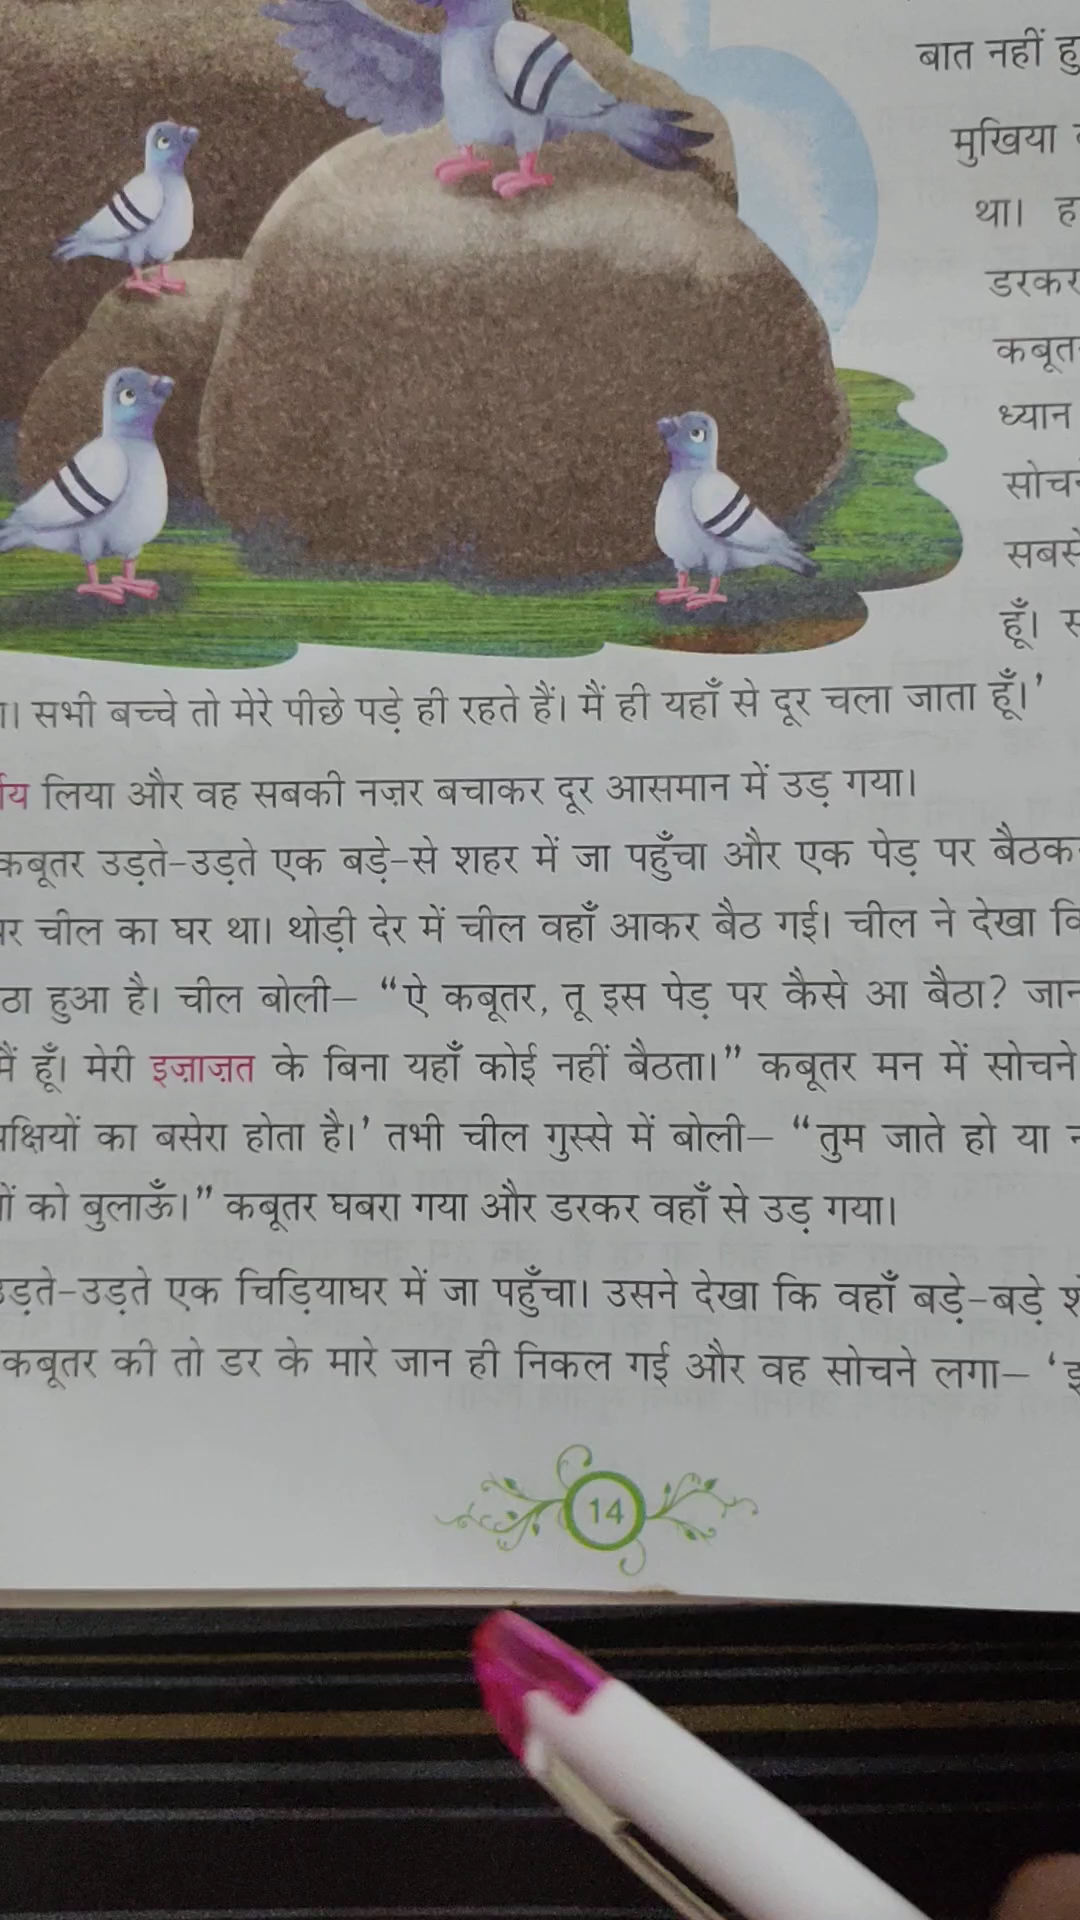 बात नहीं
मुखिया
था।
डरकर
ध्यान
हूँ।
सभी बच्चे तो मेरे पीछे पड़े ही रहते हैं। मैं ही यहाँ से दूर चला जाता हूँ।'
लिया और वह सबकी नज़र बचाकर दूर आसमान में उड़ गया।
कबूतर उड़ते-उड़ते एक बड़े-से शहर में जा पहुँचा और एक पेड़ पर
चील का घर था। थोड़ी देर में चील वहाँ आकर बैठ गई। चील ने देखा
हुआ है। चील बोली– “ऐ कबूतर, तू इस पेड़ पर कैसे आ बैठा?
मैं हूँ। मेरी इज़ाज़त के बिना यहाँ कोई नहीं बैठता।” कबूतर मन में सोचने
का बसेरा होता है।' तभी चील गुस्से में बोली– “तुम जाते हो या
को बुलाऊँ।” कबूतर घबरा गया और डरकर वहाँ से उड़ गया।
उड़ते-उड़ते एक चिड़ियाघर में जा पहुँचा। उसने देखा कि वहाँ बड़े-बड़े
कबूतर की तो डर के मारे जान ही निकल गई और वह सोचने लगा–
14